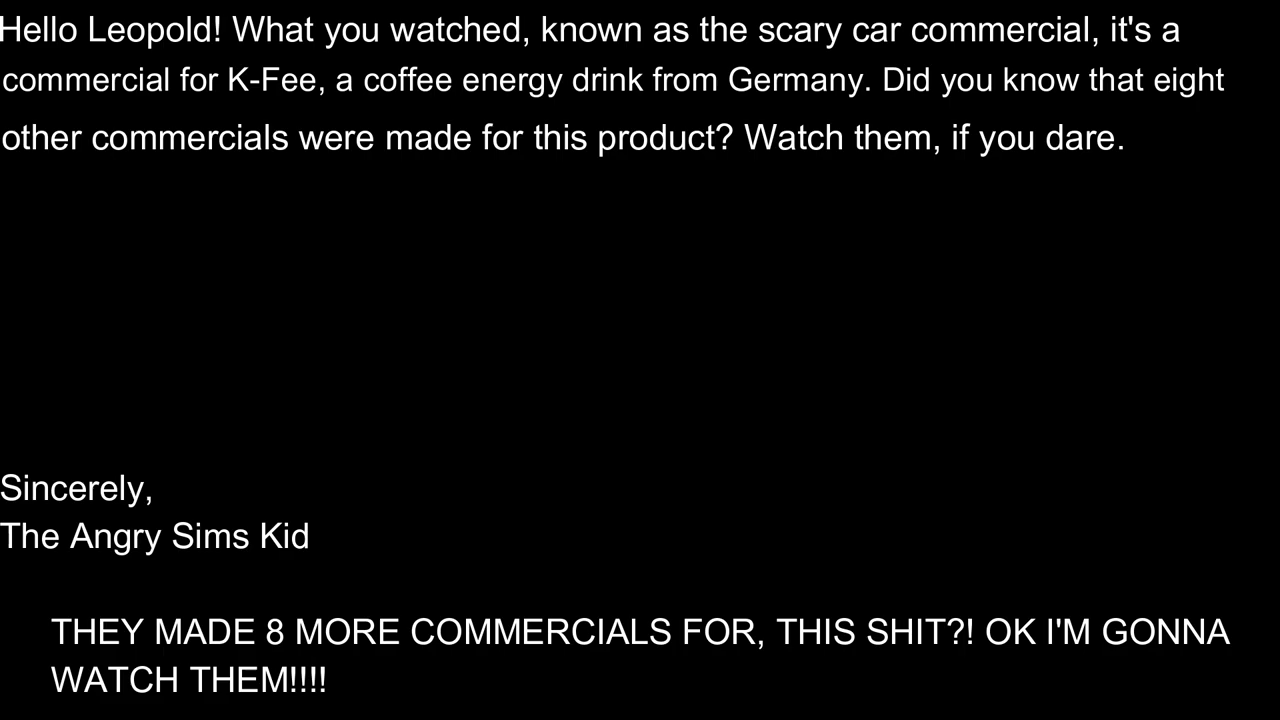 Hello Leopold! What you watched, known as the scary car commercial, it's a
commercial for K-Fee, a coffee energy drink from Germany. Did you know that eight
other commercials were made for this product? Watch them, if you dare.
Sincerely,
The Angry Sims Kid
THEY MADE 8 MORE COMMERCIALS FOR, THIS SHIT?! OK I'M GONNA
WATCH THEM!!!!